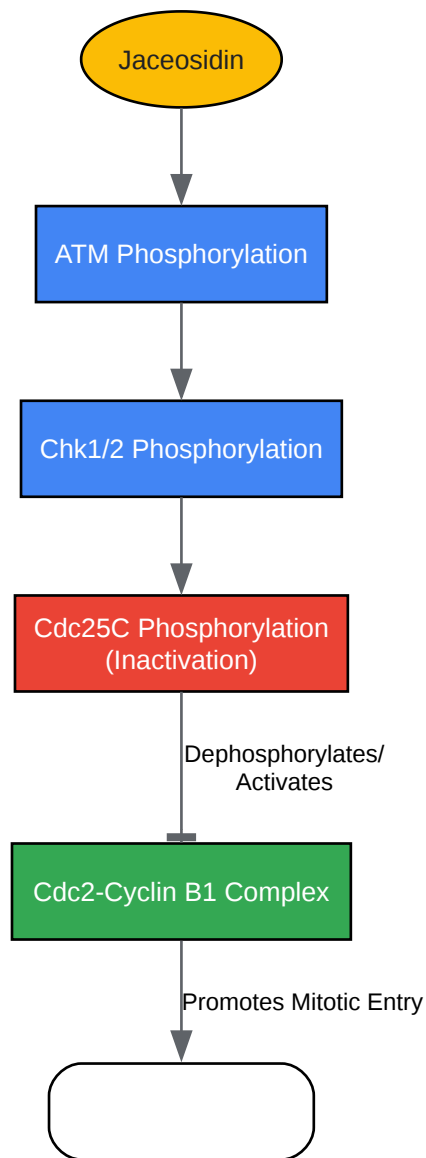 Jaceosidin
ATM Phosphorylation
Chk1/2 Phosphorylation
Cdc25C Phosphorylation
(Inactivation)
Dephosphorylates/
Activates
Cdc2-Cyclin B1 Complex
Promotes Mitotic Entry